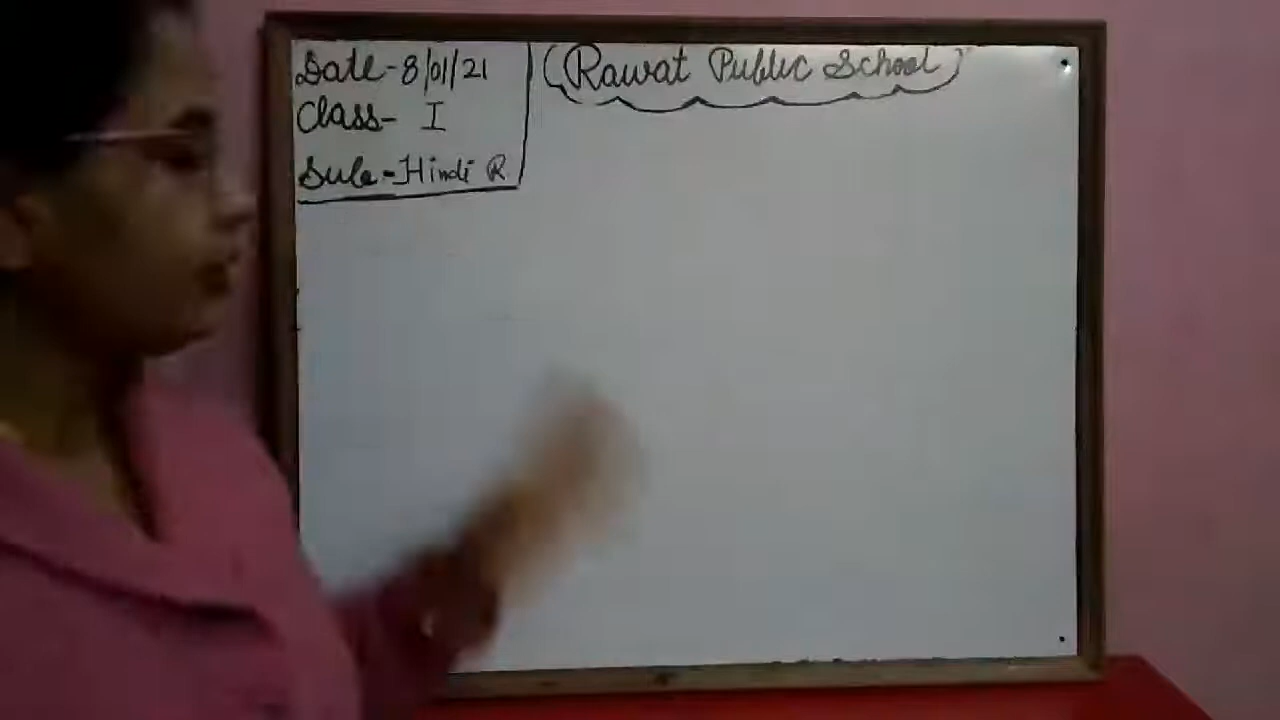 Date-8/01/21
Class- I
Sub-Hindi R
(Rawat Public School)